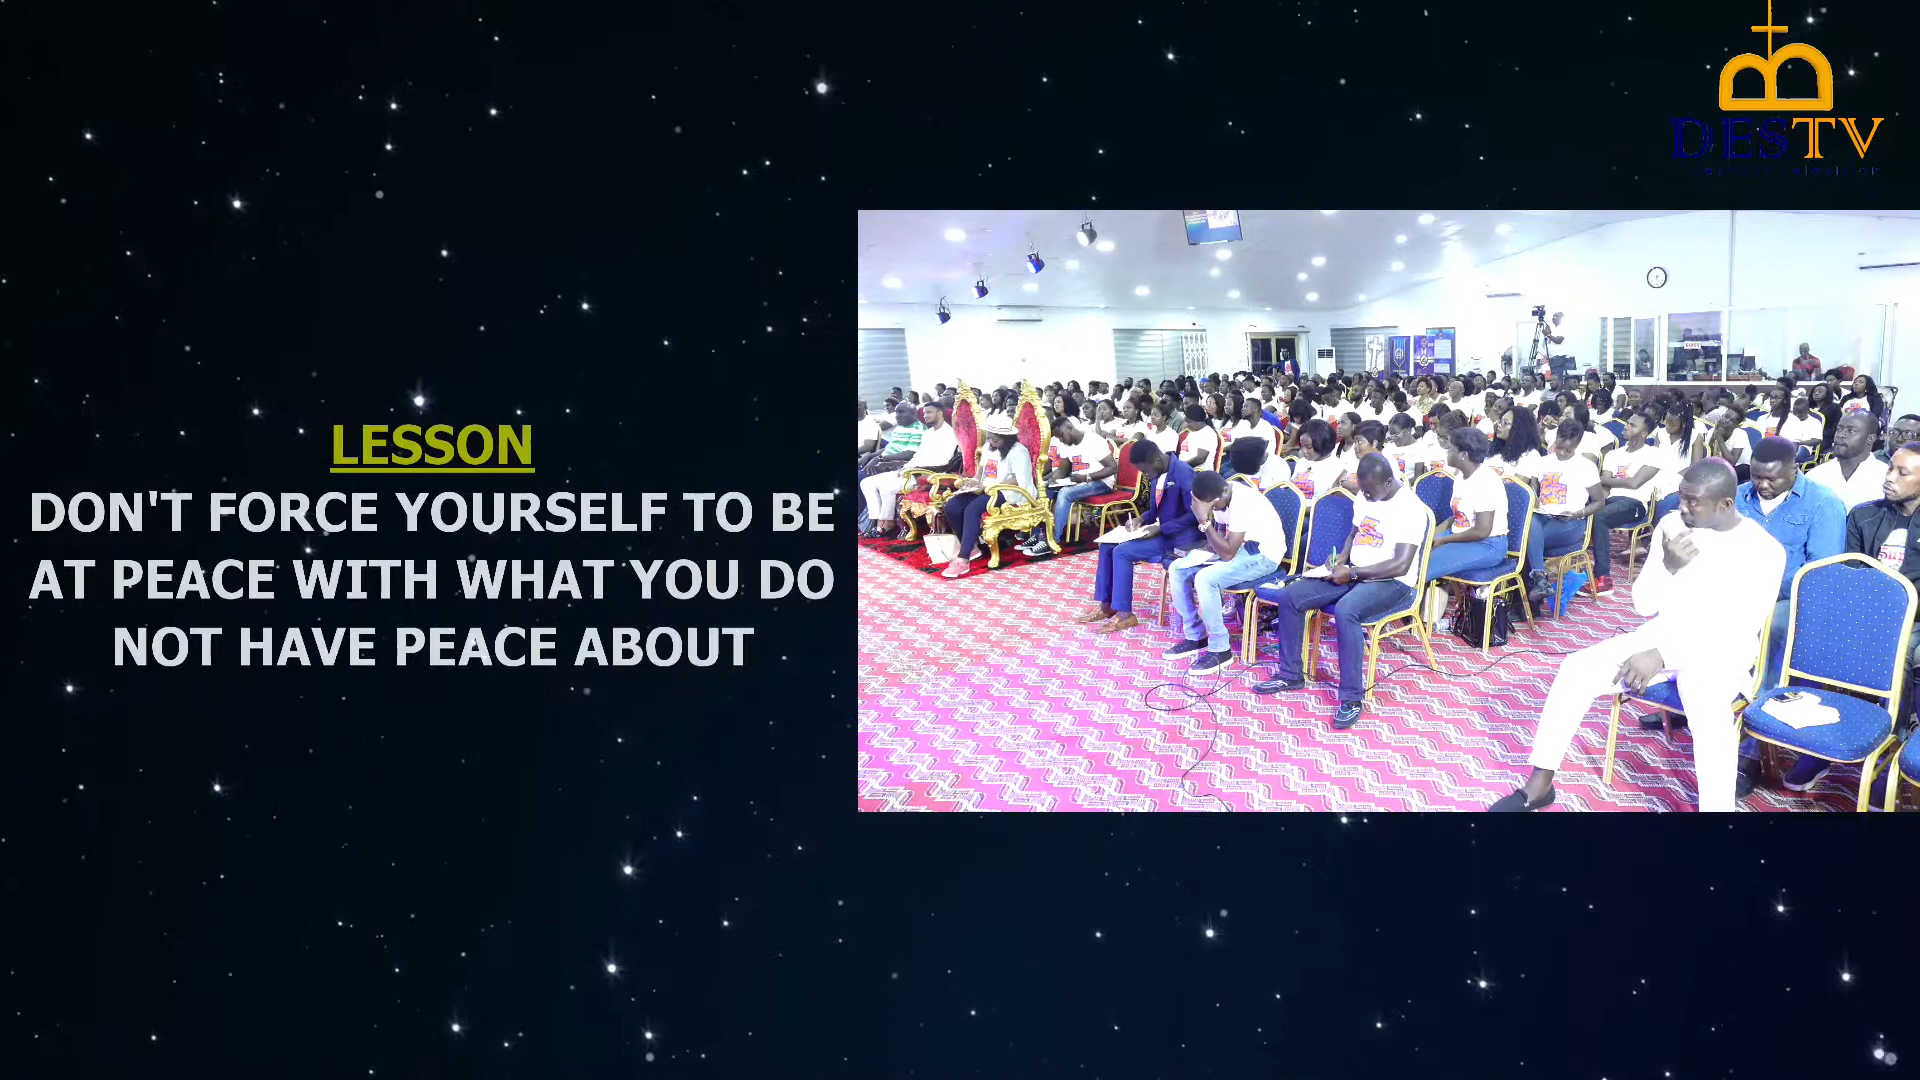 DESTV
LESSON
DON'T FORCE YOURSELF TO BE
AT PEACE WITH WHAT YOU DO
NOT HAVE PEACE ABOUT